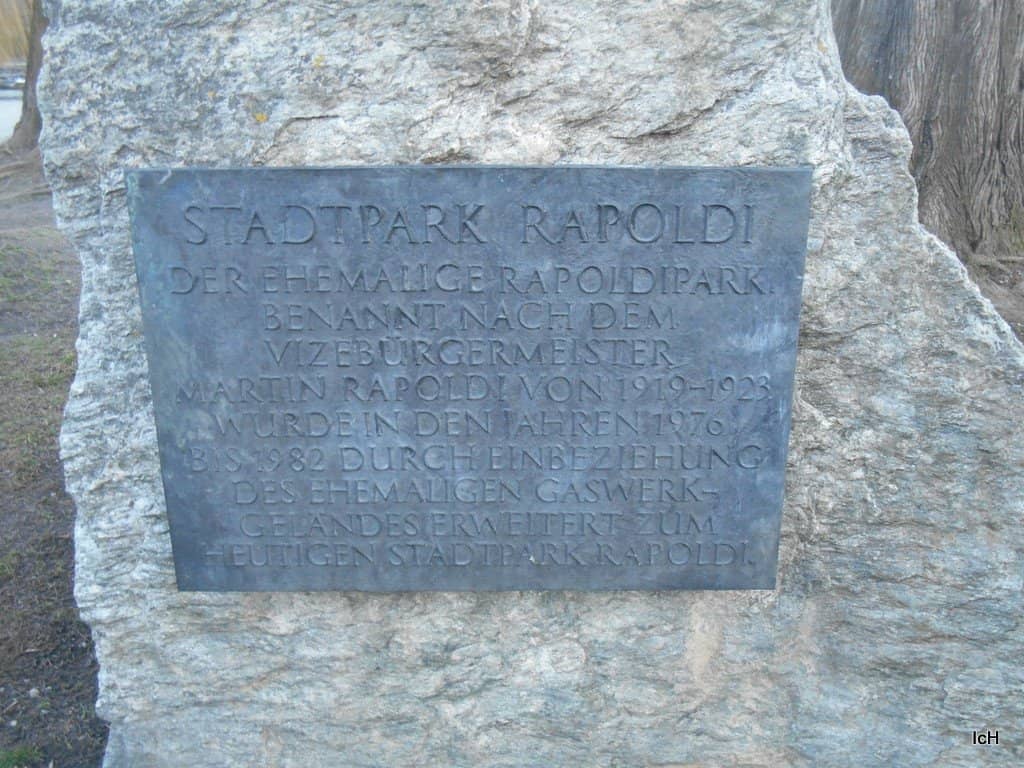 STADTPARK RAPOLDI
DER EHEMALIGE RAPOLDIPARK,
BENANNT NACH DEM
VIZEBÜRGERMEISTER
MARTIN RAPOLDI VON 1919-1923
WURDE IN DEN JAHREN 1976
BIS 1982 DURCH EINBEZIEHUNG
DES EHEMALIGEN GASWERK-
GELÄNDES ERWEITERT ZUM
HEUTIGEN STADTPARK RAPOLDI.
IcH